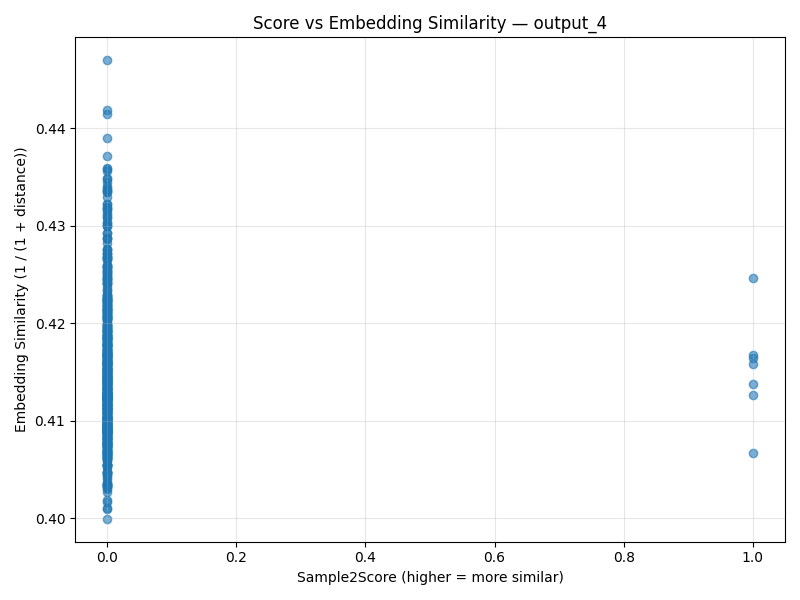 Score vs Embedding Similarity — output_4
Embedding Similarity (1 / (1 + distance))
0.44
0.43
0.42
0.41
0.40
0.0 0.2 0.4 0.6 0.8 1.0
Sample2Score (higher = more similar)